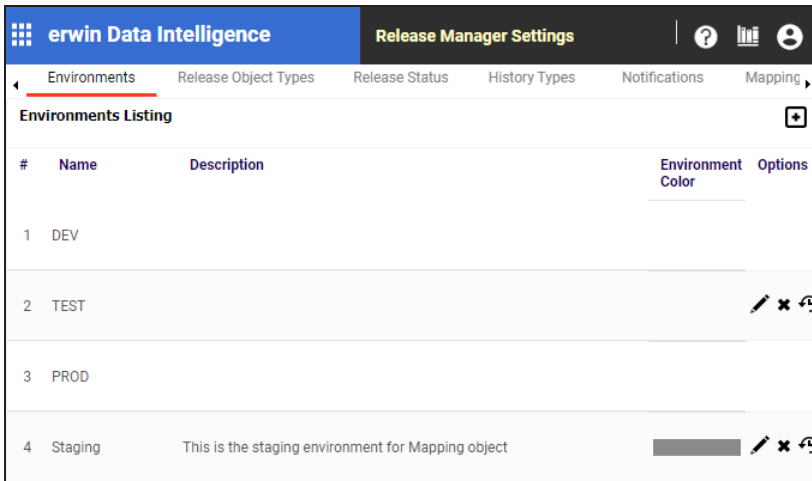 erwin Data Intelligence Release Manager Settings
Environments Release Object Types Release Status History Types Notifications Mapping
Environments Listing
# Name Description Environment Color Options
1 DEV
2 TEST
3 PROD
4 Staging This is the staging environment for Mapping object